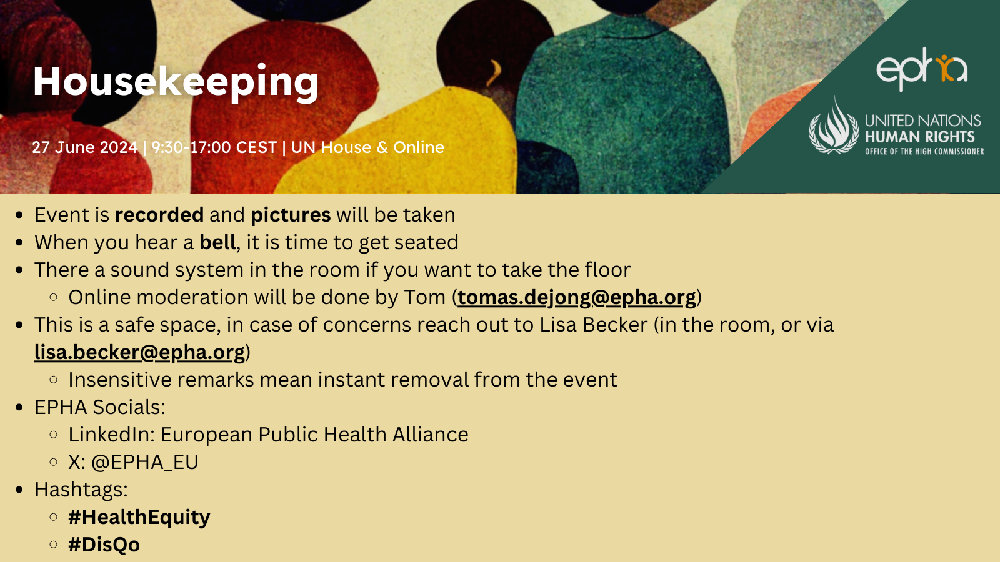 Housekeeping
27 June 2024 | 9:30-17:00 CEST | UN House & Online
epha
UNITED NATIONS
HUMAN RIGHTS
OFFICE OF THE HIGH COMMISSIONER
• Event is recorded and pictures will be taken
• When you hear a bell, it is time to get seated
• There a sound system in the room if you want to take the floor
◦ Online moderation will be done by Tom (tomas.dejong@epha.org)
• This is a safe space, in case of concerns reach out to Lisa Becker (in the room, or via
lisa.becker@epha.org)
◦ Insensitive remarks mean instant removal from the event
• EPHA Socials:
◦ LinkedIn: European Public Health Alliance
◦ X: @EPHA_EU
• Hashtags:
◦ #HealthEquity
◦ #DisQo